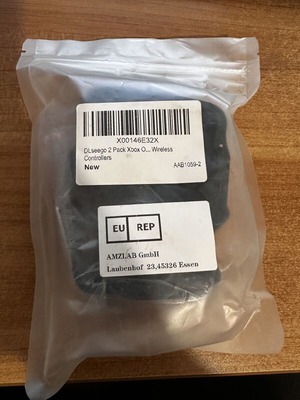 X00146E32X
DLseego 2 Pack Xbox O... Wireless
Controllers
New
AAB1059-2
EU REP
AMZLAB GmbH
Laubenhof 23,45326 Essen